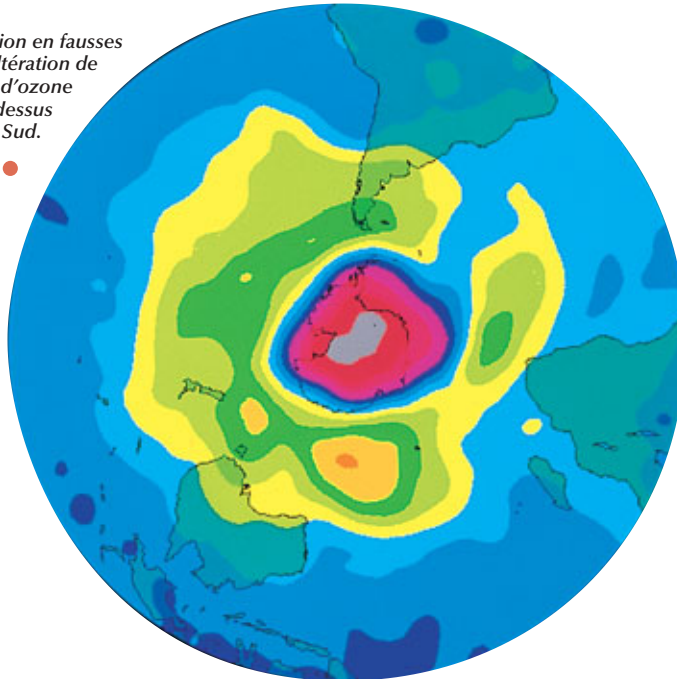 ion en fausses
ltération de
d'ozone
dessus
Sud.